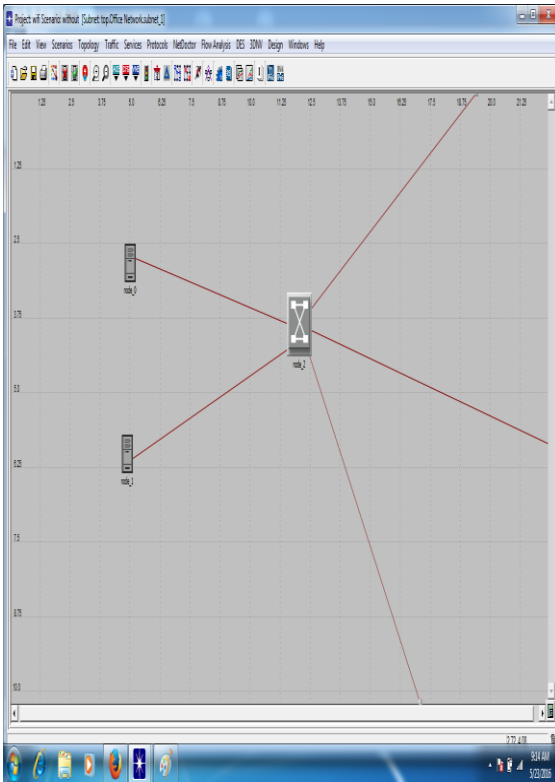 Project: wifi Scenario: without [Subnet: top.Office Network.subnet_1]
File Edit View Scenarios Topology Traffic Services Protocols NetDoctor Flow Analysis DES 3DNV Design Windows Help
1.25 2.5 3.75 5.0 6.25 7.5 8.75 10.0 11.25 12.5 13.75 15.0 16.25 17.5 18.75 20.0 21.25
1.25
2.5
node_0
3.75
node_2
5.0
6.25
node_1
7.5
8.75
10.0
9:14 AM
5/23/2016